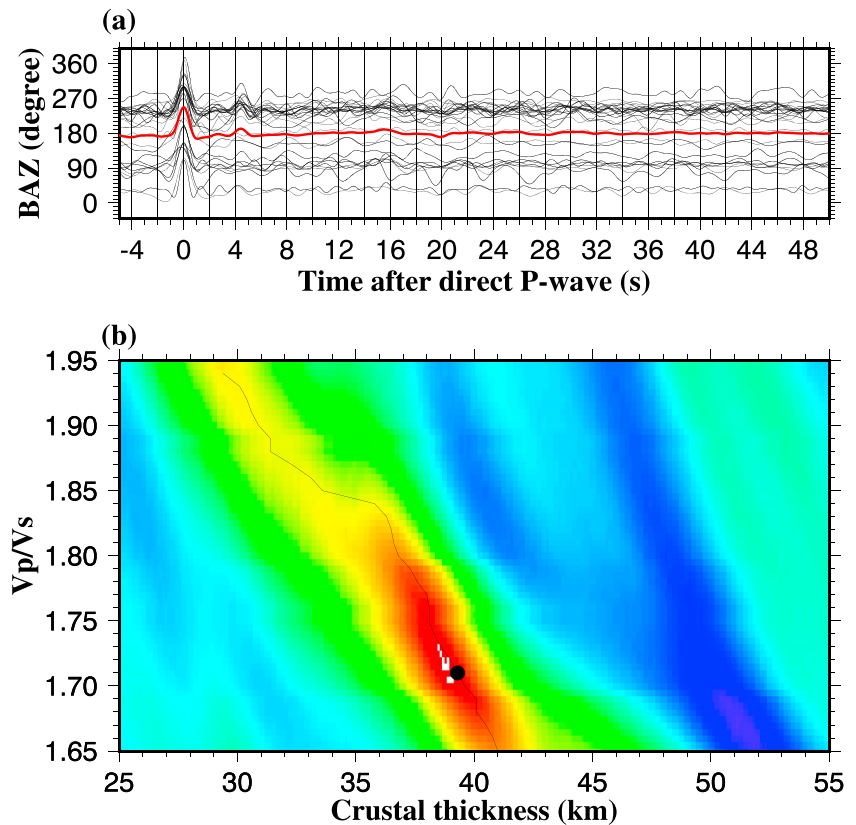 (a)
BAZ (degree)
360
270
180
90
0
-4 0 4 8 12 16 20 24 28 32 36 40 44 48
Time after direct P-wave (s)
(b)
Vp/Vs
1.95
1.90
1.85
1.80
1.75
1.70
1.65
25 30 35 40 45 50 55
Crustal thickness (km)